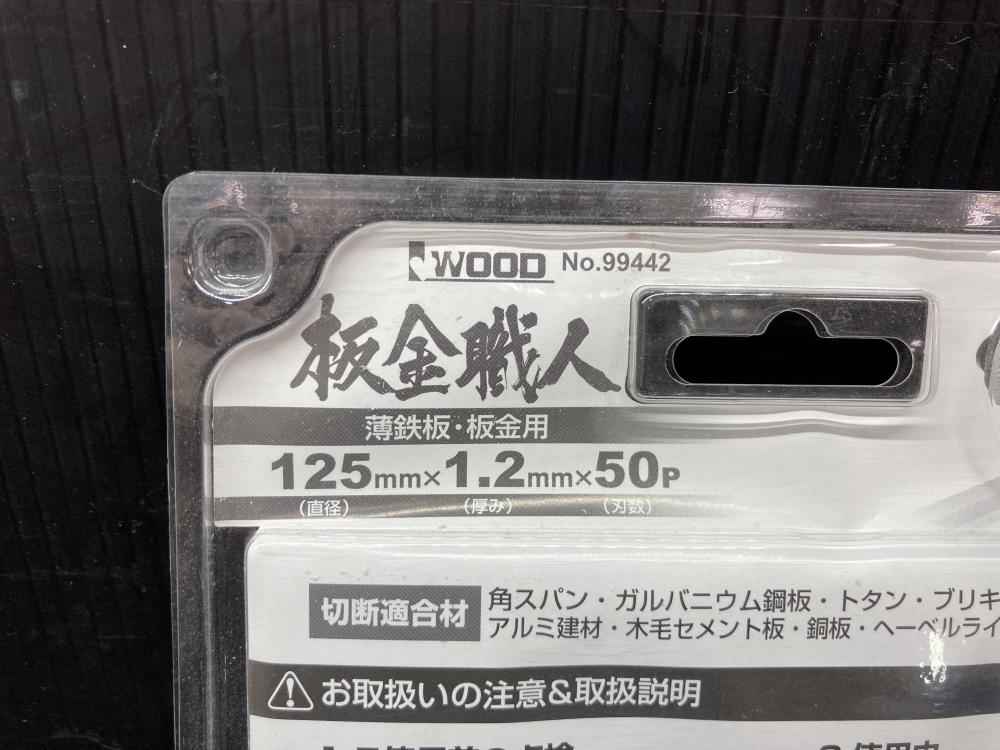 WOOD No.99442
板金職人
薄鉄板・板金用
125mm×1.2mm×50P
(直径) (厚み) (刃数)
切断適合材
角スパン・ガルバニウム鋼板・トタン・ブリキ
アルミ建材・木毛セメント板・銅板・ヘーベルライ
お取扱いの注意&取扱説明